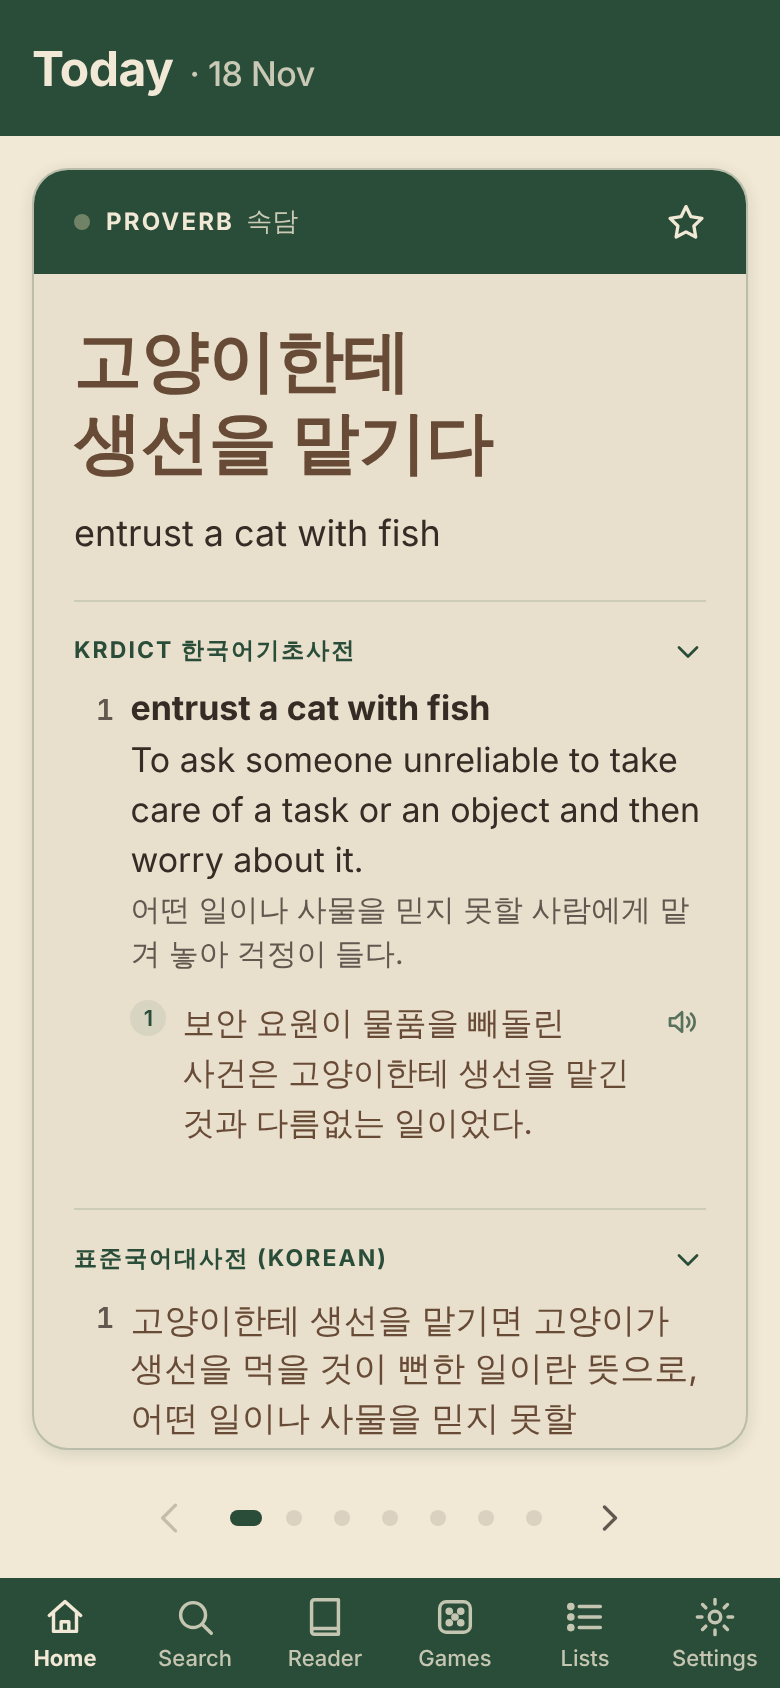 Today · 18 Nov
PROVERB 속담
고양이한테
생선을 맡기다
entrust a cat with fish
KRDICT 한국어기초사전
1 entrust a cat with fish
To ask someone unreliable to take
care of a task or an object and then
worry about it.
어떤 일이나 사물을 믿지 못할 사람에게 맡
겨 놓아 걱정이 들다.
1 보안 요원이 물품을 빼돌린
사건은 고양이한테 생선을 맡긴
것과 다름없는 일이었다.
표준국어대사전 (KOREAN)
1 고양이한테 생선을 맡기면 고양이가
생선을 먹을 것이 뻔한 일이란 뜻으로,
어떤 일이나 사물을 믿지 못할
Home Search Reader Games Lists Settings